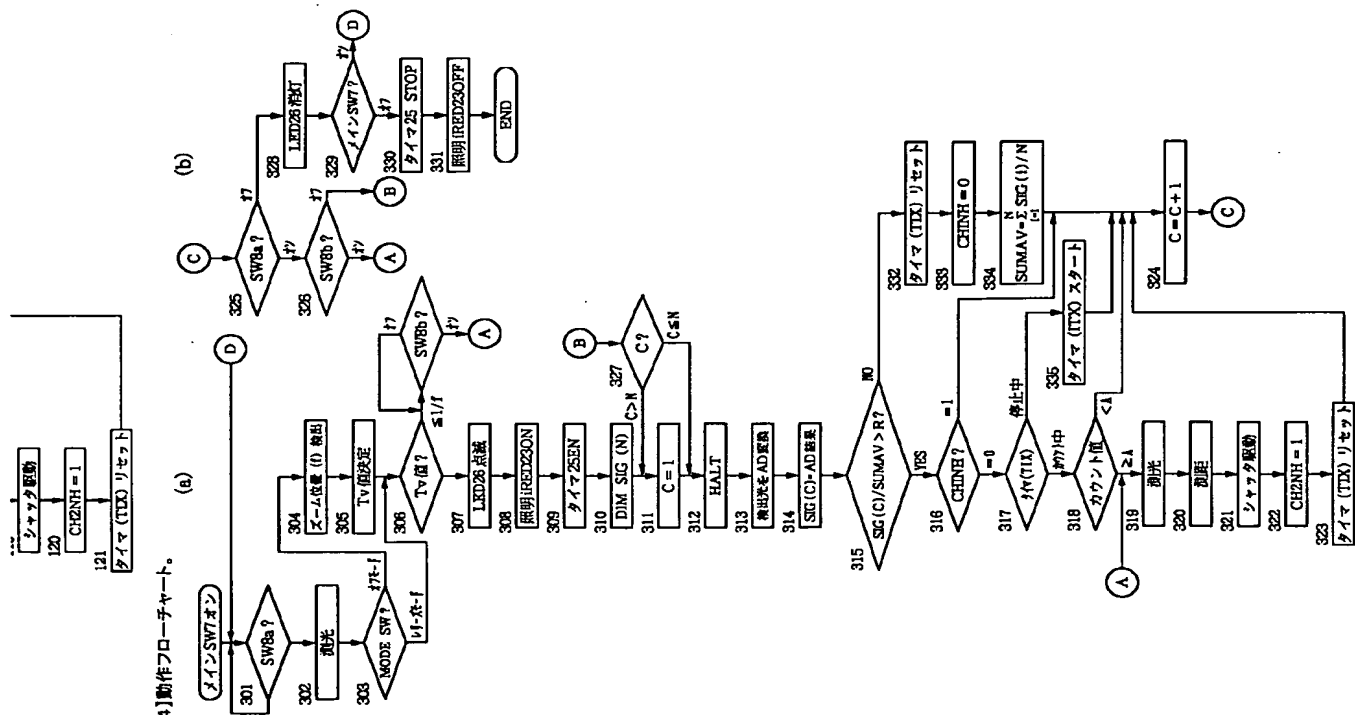 シャッタ駆動
120
CH2NH = 1
121
タイマ (TIX) リセット
4]動作フローチャート。
(a)
メインSW7オン
D
301
SW8a?
302
測光
303
MODE SW?
オフモード
304
ズーム位置 (f) 検出
305
Tv値決定
306
Tv値?
≦1/f
SW8b?
オフ
オン
A
307
LED26点滅
308
照明iRED23ON
309
タイマ25EN
310
DIM SIG (N)
B
327
C?
C>N
C≦N
311
C=1
312
HALT
313
検出光をAD変換
314
SIG(C)=AD結果
315
SIG(C)/SUMAV>R?
NO
YES
316
CHINH?
=1
=0
317
タイマ(TIX)
停止中
カウント中
318
カウント値
<A
≧A
A
319
測光
320
測距
321
シャッタ駆動
322
CH2NH = 1
323
タイマ (TIX) リセット
332
タイマ (TIX) リセット
333
CHINH = 0
334
SUMAV=Σ SIG(i)/N
N
i=1
335
タイマ (TIX) スタート
324
C = C + 1
C
(b)
C
325
SW8a?
オフ
オン
326
SW8b?
オフ
オン
B
A
328
LED26消灯
329
メインSW7?
オン
D
オフ
330
タイマ25 STOP
331
照明iRED23OFF
END